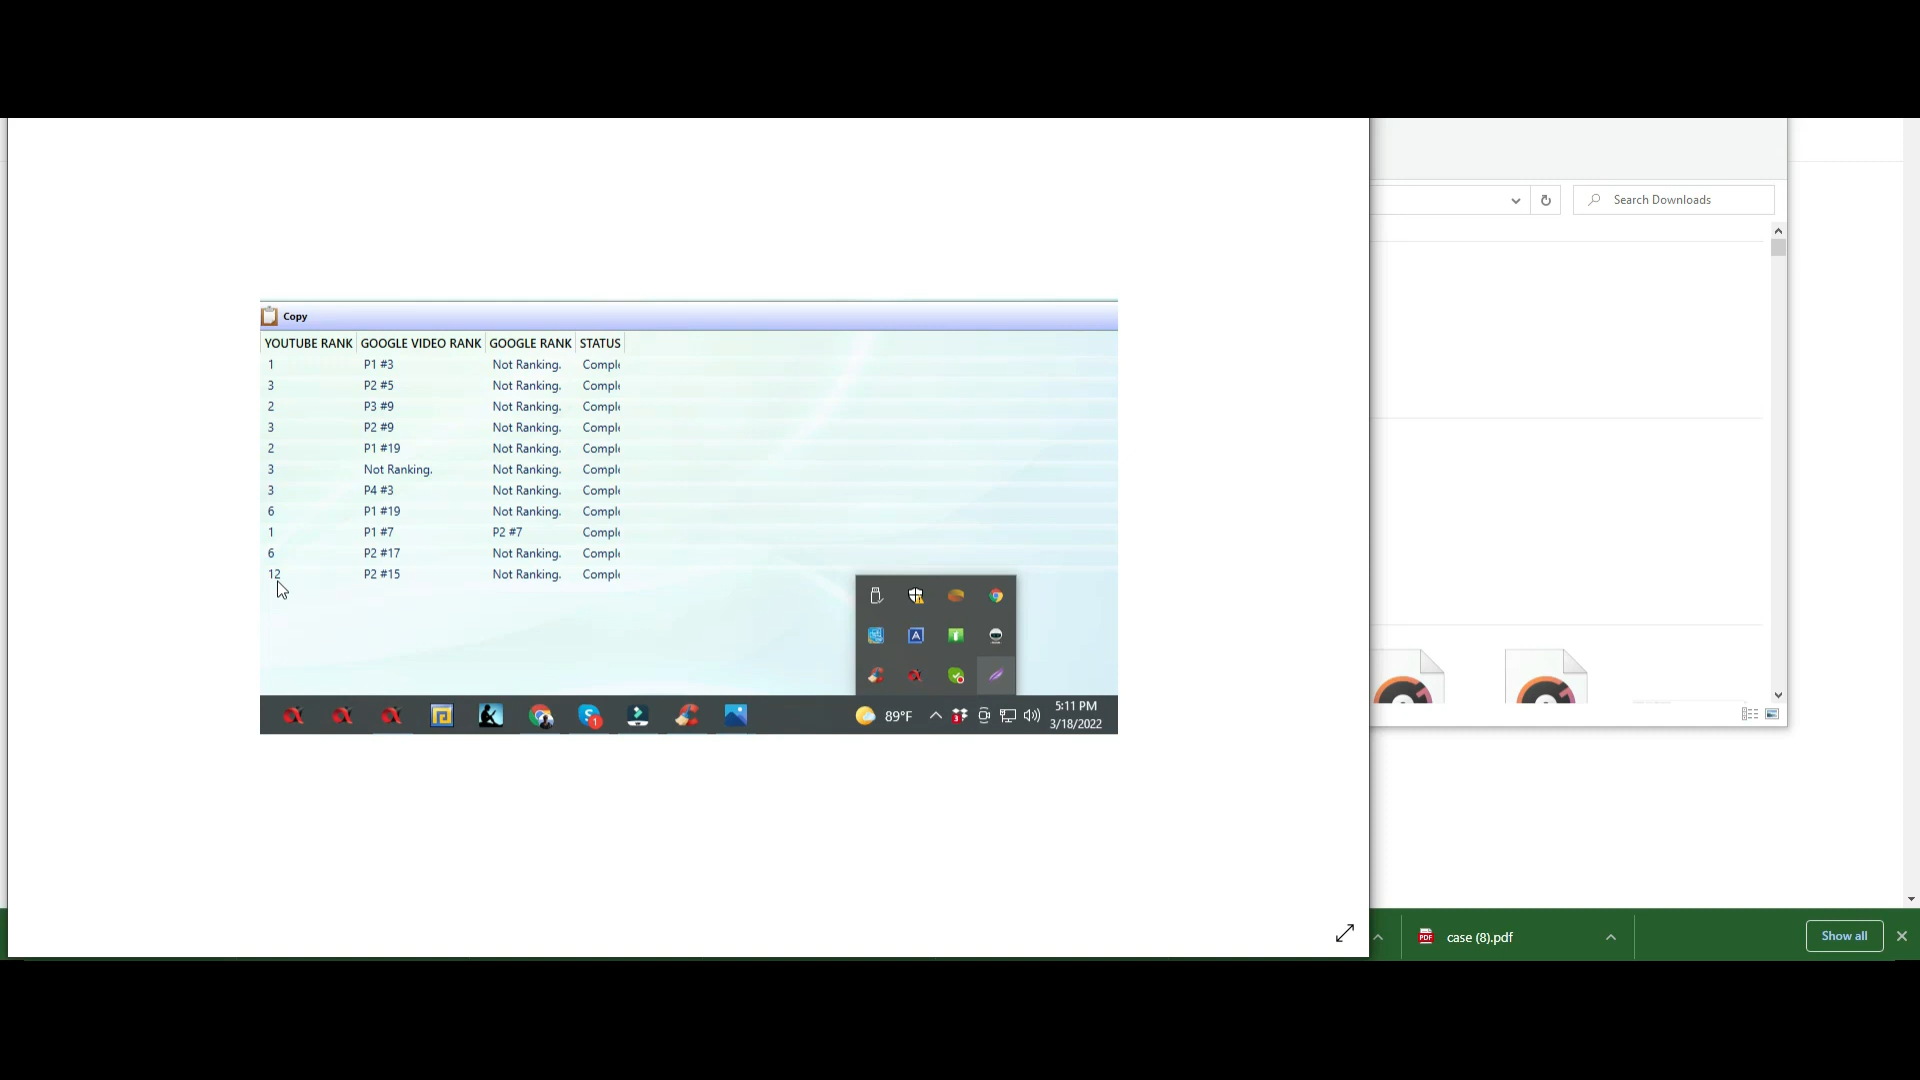 Search Downloads
Copy
YOUTUBE RANK GOOGLE VIDEO RANK GOOGLE RANK STATUS
1 P1 #3 Not Ranking. Compl
3 P2 #5 Not Ranking. Compl
2 P3 #9 Not Ranking. Compl
3 P2 #9 Not Ranking. Compl
2 P1 #19 Not Ranking. Compl
3 Not Ranking. Not Ranking. Compl
3 P4 #3 Not Ranking. Compl
6 P1 #19 Not Ranking. Compl
1 P1 #7 P2 #7 Compl
6 P2 #17 Not Ranking. Compl
12 P2 #15 Not Ranking. Compl
89°F
5:11 PM
3/18/2022
case (8).pdf
Show all